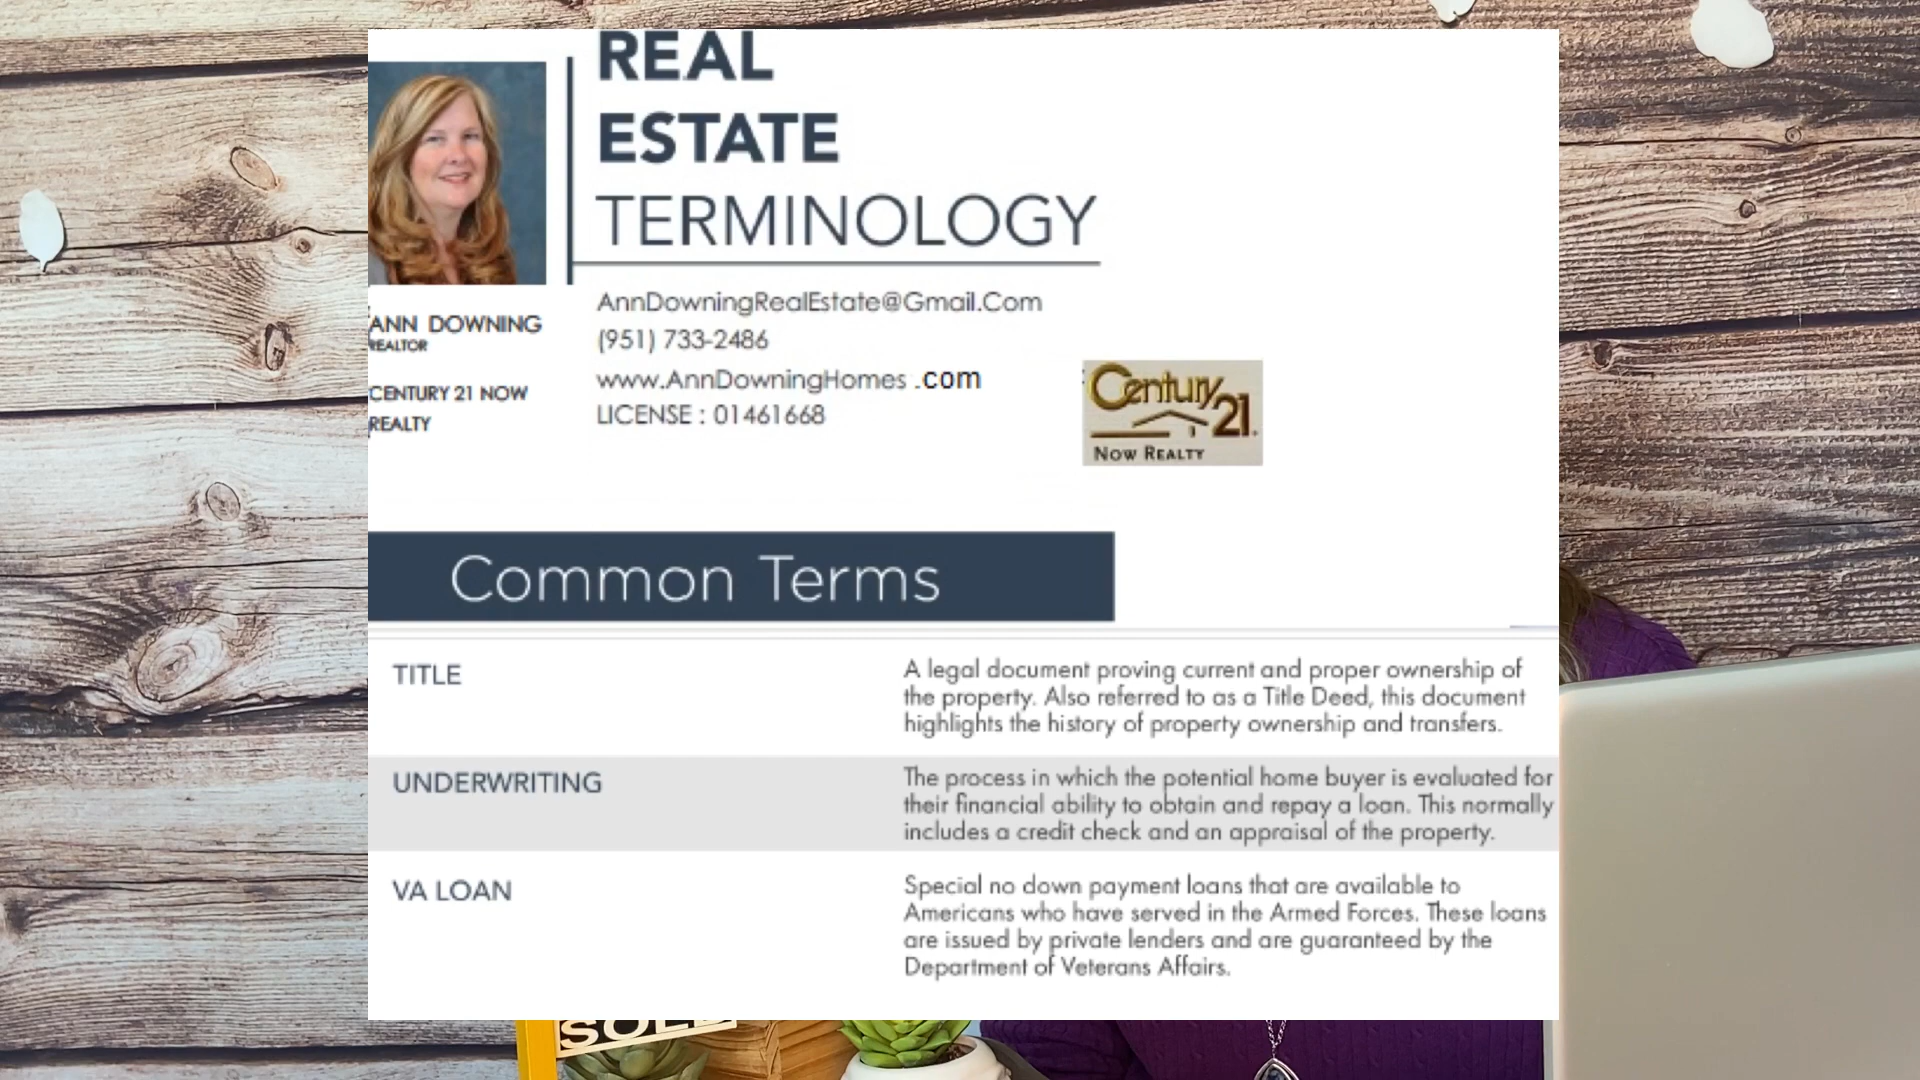 REAL
ESTATE
TERMINOLOGY
ANN DOWNING
REALTOR
CENTURY 21 NOW
REALTY
AnnDowningRealEstate@Gmail.Com
(951) 733-2486
www.AnnDowningHomes .com
LICENSE : 01461668
Century 21.
NOW REALTY
Common Terms
TITLE
A legal document proving current and proper ownership of
the property. Also referred to as a Title Deed, this document
highlights the history of property ownership and transfers.
UNDERWRITING
The process in which the potential home buyer is evaluated for
their financial ability to obtain and repay a loan. This normally
includes a credit check and an appraisal of the property.
VA LOAN
Special no down payment loans that are available to
Americans who have served in the Armed Forces. These loans
are issued by private lenders and are guaranteed by the
Department of Veterans Affairs.
SOLD